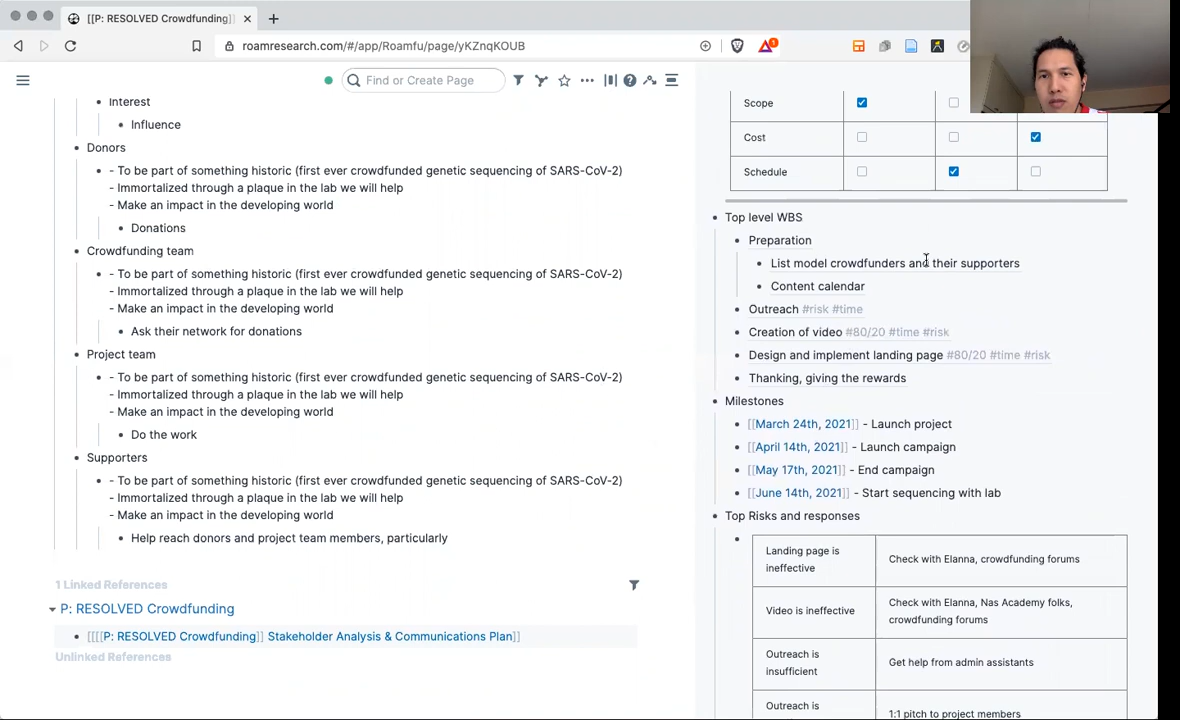 [[P: RESOLVED Crowdfunding]]
roamresearch.com/#/app/Roamfu/page/yKZnqKOUB
1
Find or Create Page
Interest
Influence
Donors
- To be part of something historic (first ever crowdfunded genetic sequencing of SARS-CoV-2)
- Immortalized through a plaque in the lab we will help
- Make an impact in the developing world
Donations
Crowdfunding team
- To be part of something historic (first ever crowdfunded genetic sequencing of SARS-CoV-2)
- Immortalized through a plaque in the lab we will help
- Make an impact in the developing world
Ask their network for donations
Project team
- To be part of something historic (first ever crowdfunded genetic sequencing of SARS-CoV-2)
- Immortalized through a plaque in the lab we will help
- Make an impact in the developing world
Do the work
Supporters
- To be part of something historic (first ever crowdfunded genetic sequencing of SARS-CoV-2)
- Immortalized through a plaque in the lab we will help
- Make an impact in the developing world
Help reach donors and project team members, particularly
1 Linked References
P: RESOLVED Crowdfunding
[[[[P: RESOLVED Crowdfunding]] Stakeholder Analysis & Communications Plan]]
Unlinked References
Scope
Cost
Schedule
Top level WBS
Preparation
List model crowdfunders and their supporters
Content calendar
Outreach #risk #time
Creation of video #80/20 #time #risk
Design and implement landing page #80/20 #time #risk
Thanking, giving the rewards
Milestones
[[March 24th, 2021]] - Launch project
[[April 14th, 2021]] - Launch campaign
[[May 17th, 2021]] - End campaign
[[June 14th, 2021]] - Start sequencing with lab
Top Risks and responses
Landing page is
ineffective
Check with Elanna, crowdfunding forums
Video is ineffective
Check with Elanna, Nas Academy folks,
crowdfunding forums
Outreach is
insufficient
Get help from admin assistants
Outreach is
1:1 pitch to project members